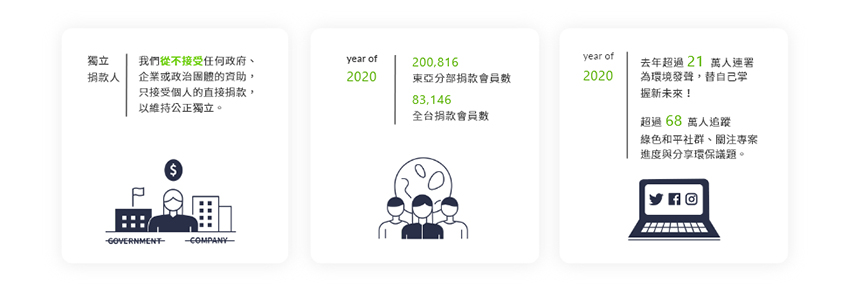 獨立
捐款人
我們從不接受任何政府、
企業或政治團體的資助，
只接受個人的直接捐款，
以維持公正獨立。
$
GOVERNMENT
COMPANY
year of
2020
200,816
東亞分部捐款會員數
83,146
全台捐款會員數
year of
2020
去年超過 21 萬人連署
為環境發聲，替自己掌
握新未來！
超過 68 萬人追蹤
綠色和平社群、關注專案
進度與分享環保議題。